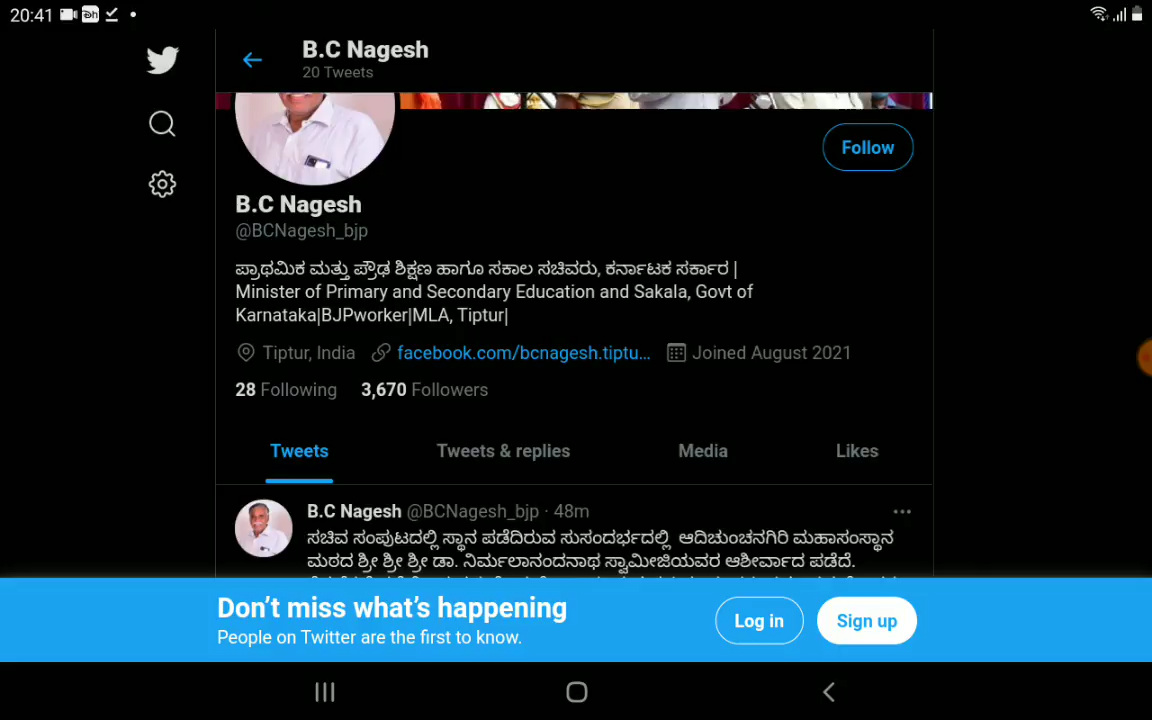 20:41
B.C Nagesh
20 Tweets
Follow
B.C Nagesh
@BCNagesh_bjp
ಪ್ರಾಥಮಿಕ ಮತ್ತು ಪ್ರೌಢ ಶಿಕ್ಷಣ ಹಾಗೂ ಸಕಾಲ ಸಚಿವರು, ಕರ್ನಾಟಕ ಸರ್ಕಾರ |
Minister of Primary and Secondary Education and Sakala, Govt of
Karnataka|BJPworker|MLA, Tiptur|
Tiptur, India facebook.com/bcnagesh.tiptu... Joined August 2021
28 Following 3,670 Followers
Tweets Tweets & replies Media Likes
B.C Nagesh @BCNagesh_bjp · 48m
ಸಚಿವ ಸಂಪುಟದಲ್ಲಿ ಸ್ಥಾನ ಪಡೆದಿರುವ ಸುಸಂದರ್ಭದಲ್ಲಿ ಆದಿಚುಂಚನಗಿರಿ ಮಹಾಸಂಸ್ಥಾನ
ಮಠದ ಶ್ರೀ ಶ್ರೀ ಶ್ರೀ ಡಾ. ನಿರ್ಮಲಾನಂದನಾಥ ಸ್ವಾಮೀಜಿಯವರ ಆಶೀರ್ವಾದ ಪಡೆದೆ.
Don't miss what's happening
People on Twitter are the first to know.
Log in Sign up